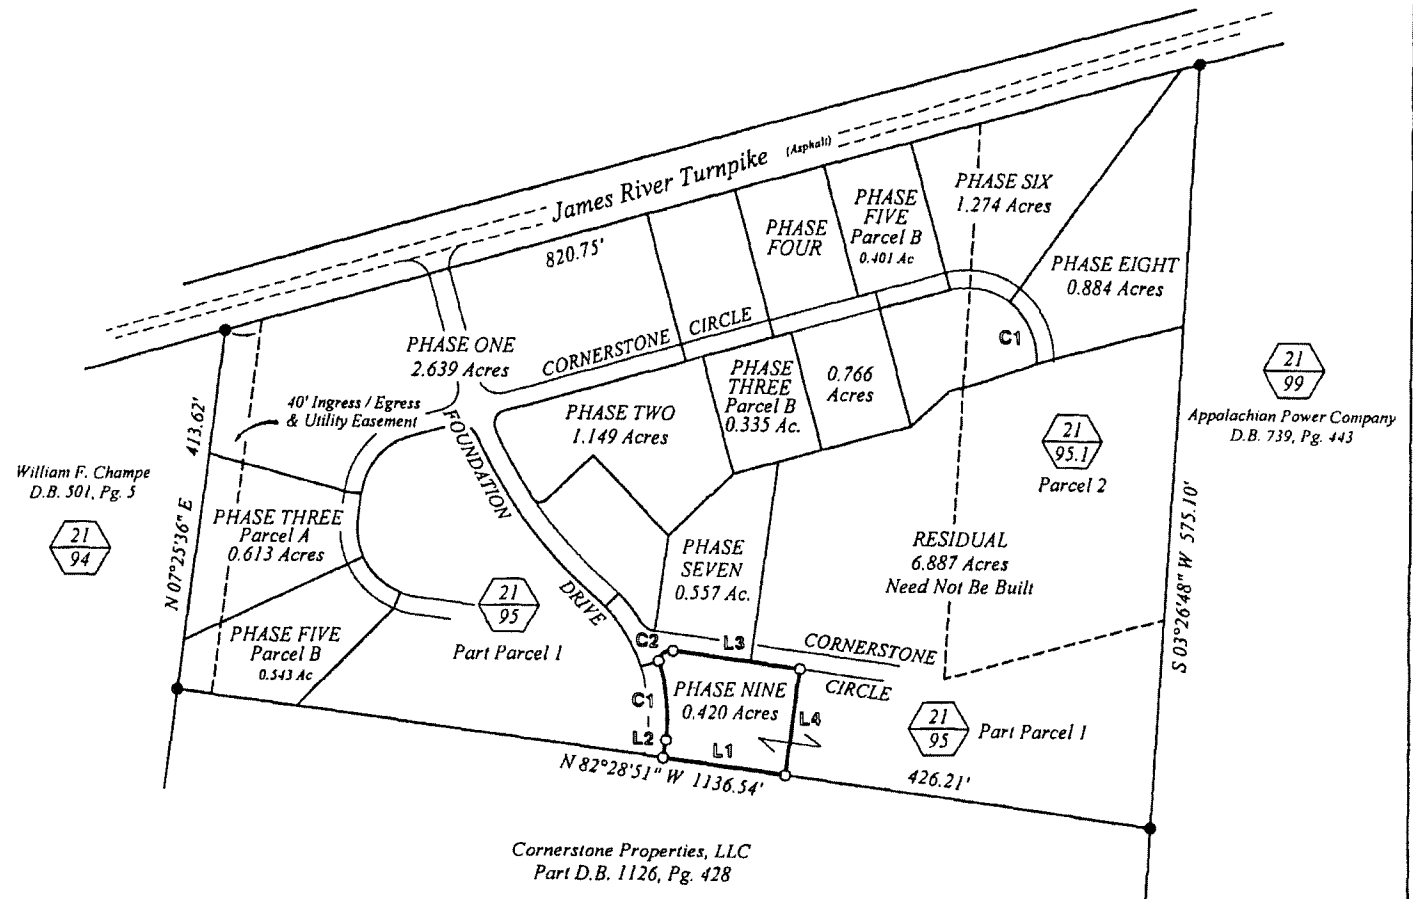 James River Turnpike
(Asphalt)
820.75'
PHASE SIX
1.274 Acres
PHASE
FIVE
Parcel B
0.401 Ac
PHASE
FOUR
PHASE EIGHT
0.884 Acres
C1
CORNERSTONE CIRCLE
PHASE ONE
2.639 Acres
40' Ingress / Egress
& Utility Easement
413.62'
N 07°25'36" E
William F. Champe
D.B. 501, Pg. 5
21
94
PHASE TWO
1.149 Acres
PHASE
THREE
Parcel B
0.335 Ac.
0.766
Acres
21
99
Appalachian Power Company
D.B. 739, Pg. 443
21
95.1
Parcel 2
S 03°26'48" W 575.10'
FOUNDATION
DRIVE
PHASE THREE
Parcel A
0.613 Acres
PHASE FIVE
Parcel B
0.543 Ac
21
95
Part Parcel 1
PHASE
SEVEN
0.557 Ac.
RESIDUAL
6.887 Acres
Need Not Be Built
C2
L3
CORNERSTONE
CIRCLE
PHASE NINE
0.420 Acres
C1
L2
L1
L4
21
95
Part Parcel 1
N 82°28'51" W 1136.54'
426.21'
Cornerstone Properties, LLC
Part D.B. 1126, Pg. 428